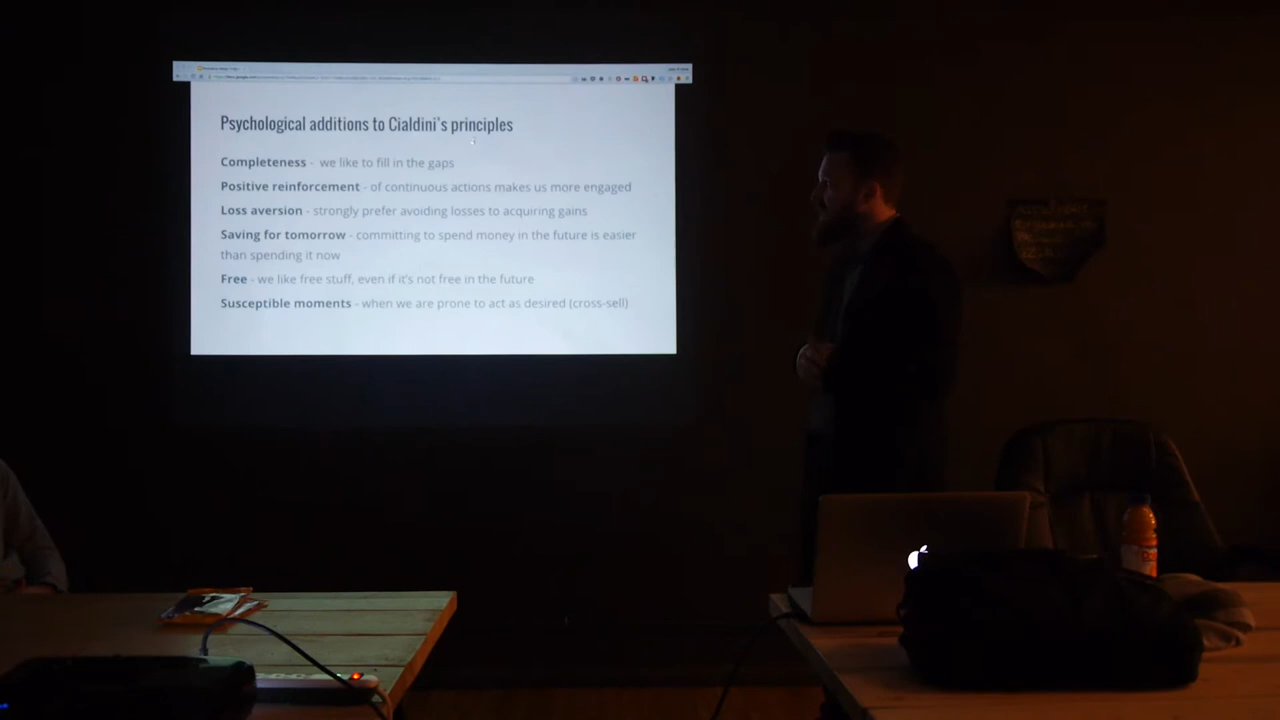 Psychological additions to Cialdini's principles
Completeness - we like to fill in the gaps
Positive reinforcement - of continuous actions makes us more engaged
Loss aversion - strongly prefer avoiding losses to acquiring gains
Saving for tomorrow - committing to spend money in the future is easier
than spending it now
Free - we like free stuff, even if it's not free in the future
Susceptible moments - when we are prone to act as desired (cross-sell)